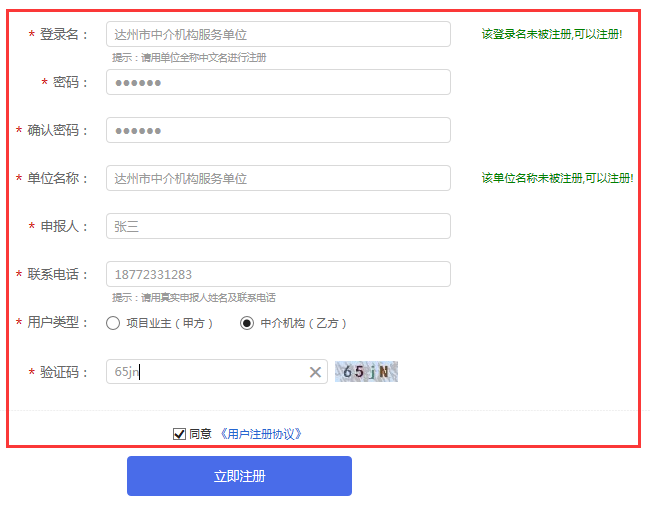 * 登录名： 达州市中介机构服务单位 该登录名未被注册,可以注册!
提示：请用单位全称中文名进行注册
* 密码： ●●●●●●
* 确认密码： ●●●●●●
* 单位名称： 达州市中介机构服务单位 该单位名称未被注册,可以注册!
* 申报人： 张三
* 联系电话： 18772331283
提示：请用真实申报人姓名及联系电话
* 用户类型： 项目业主（甲方） 中介机构（乙方）
* 验证码： 65jn 65jN
同意 《用户注册协议》
立即注册